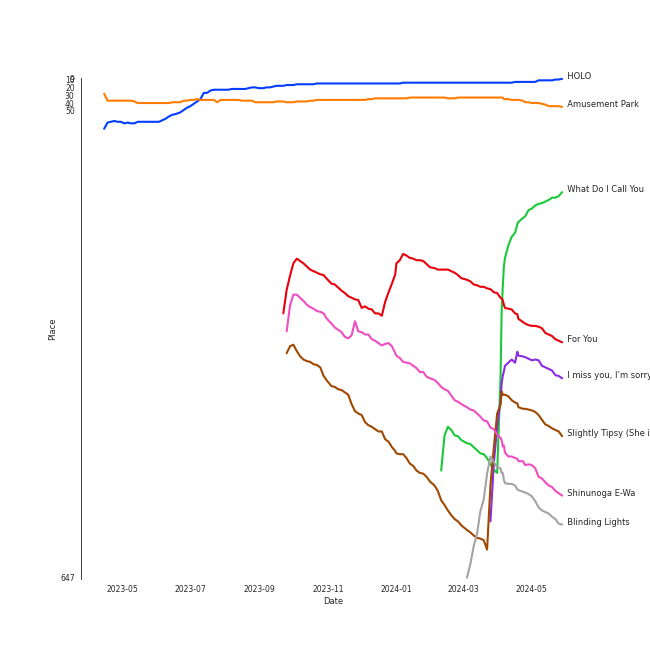 0
10
20
30
40
50
647
Place
HOLO
Amusement Park
What Do I Call You
For You
I miss you, I'm sorry
Slightly Tipsy (She i
Shinunoga E-Wa
Blinding Lights
2023-05
2023-07
2023-09
2023-11
2024-01
2024-03
2024-05
Date